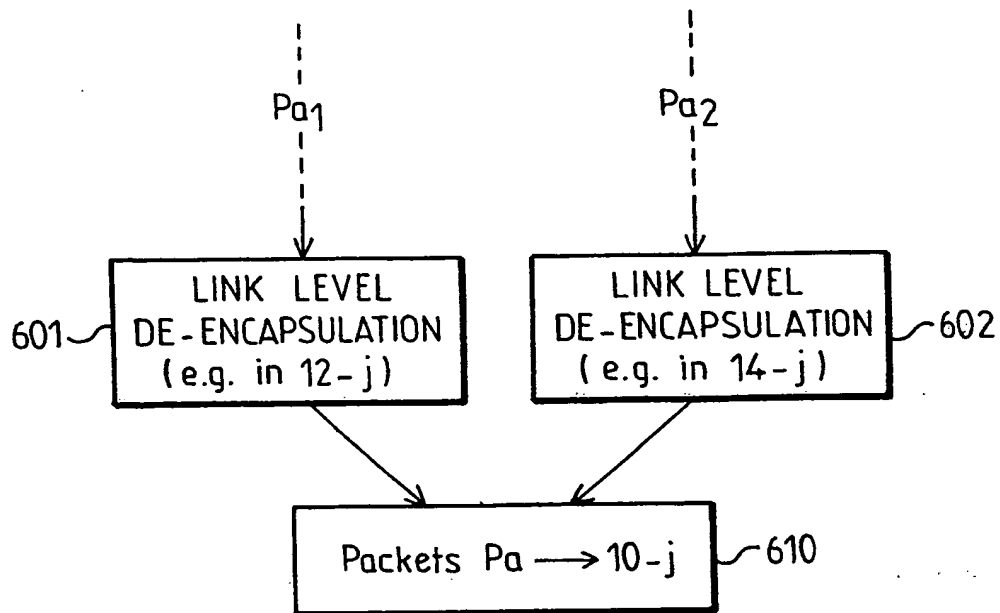 Pa1
Pa2
LINK LEVEL
DE-ENCAPSULATION
(e.g. in 12-j)
601
LINK LEVEL
DE-ENCAPSULATION
(e.g. in 14-j)
602
Packets Pa → 10-j
610